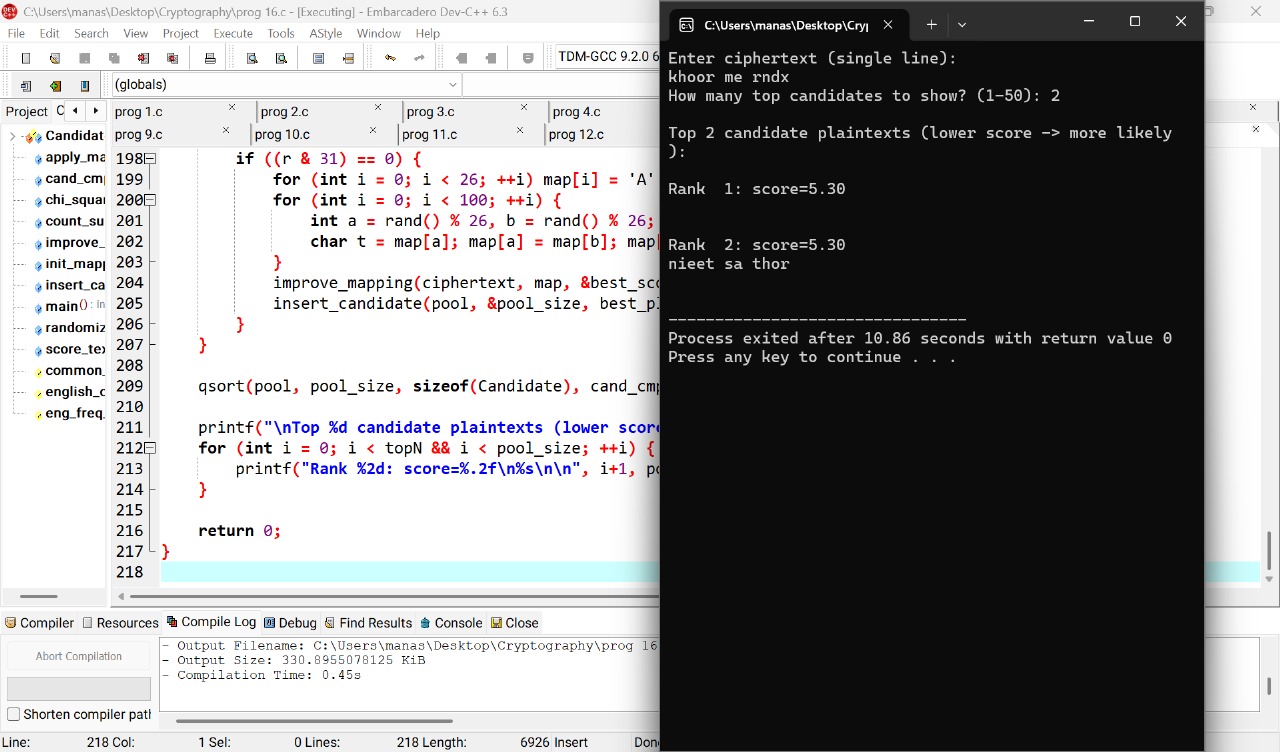 C:\Users\manas\Desktop\Cryptography\prog 16.c - [Executing] - Embarcadero Dev-C++ 6.3
File Edit Search View Project Execute Tools AStyle Window Help
TDM-GCC 9.2.0 6
(globals)
Project C
prog 1.c prog 2.c prog 3.c prog 4.c
prog 9.c prog 10.c prog 11.c prog 12.c
Candidat
apply_ma
cand_cm
chi_squar
count_su
improve_
init_mapp
insert_ca
main() : in
randomiz
score_tex
common_
english_c
eng_freq_
198 if ((r & 31) == 0) {
199 for (int i = 0; i < 26; ++i) map[i] = 'A'
200 for (int i = 0; i < 100; ++i) {
201 int a = rand() % 26, b = rand() % 26;
202 char t = map[a]; map[a] = map[b]; map
203 }
204 improve_mapping(ciphertext, map, &best_sco
205 insert_candidate(pool, &pool_size, best_pl
206 }
207 }
208
209 qsort(pool, pool_size, sizeof(Candidate), cand_cmp
210
211 printf("\nTop %d candidate plaintexts (lower score
212 for (int i = 0; i < topN && i < pool_size; ++i) {
213 printf("Rank %2d: score=%.2f\n%s\n\n", i+1, po
214 }
215
216 return 0;
217 }
218
Compiler Resources Compile Log Debug Find Results Console Close
Abort Compilation
Shorten compiler path
- Output Filename: C:\Users\manas\Desktop\Cryptography\prog 16
- Output Size: 330.8955078125 KiB
- Compilation Time: 0.45s
Line: 218 Col: 1 Sel: 0 Lines: 218 Length: 6926 Insert Don
C:\Users\manas\Desktop\Cryp
Enter ciphertext (single line):
khoor me rndx
How many top candidates to show? (1-50): 2
Top 2 candidate plaintexts (lower score -> more likely
):
Rank  1: score=5.30
Rank  2: score=5.30
nieet sa thor
--------------------------------
Process exited after 10.86 seconds with return value 0
Press any key to continue . . .